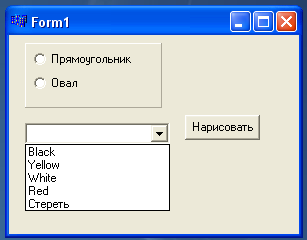 Form1
Прямоугольник
Овал
Нарисовать
Black
Yellow
White
Red
Стереть